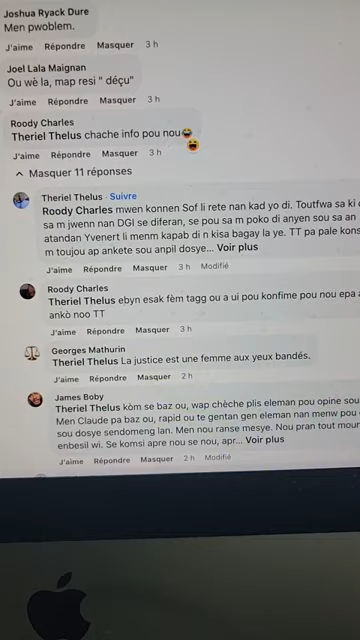 Joshua Ryack Dure
Men pwoblem.
J'aime Répondre Masquer 3 h
Joel Lala Maignan
Ou wè la, map resi " déçu"
J'aime Répondre Masquer 3 h
Roody Charles
Theriel Thelus chache info pou nou
J'aime Répondre Masquer 3 h
Masquer 11 réponses
Theriel Thelus · Suivre
Roody Charles mwen konnen Sof li rete nan kad yo di. Toutfwa sa ki
sa m jwenn nan DGI se diferan, se pou sa m poko di anyen sou sa an
atandan Yvenert li menm kapab di n kisa bagay la ye. TT pa pale kons
m toujou ap ankete sou anpil dosye... Voir plus
J'aime Répondre Masquer 3 h Modifié
Roody Charles
Theriel Thelus ebyn esak fèm tagg ou a ui pou konfime pou nou epa
ankò noo TT
J'aime Répondre Masquer 3 h
Georges Mathurin
Theriel Thelus La justice est une femme aux yeux bandés.
J'aime Répondre Masquer 2 h
James Boby
Theriel Thelus kòm se baz ou, wap chèche plis eleman pou opine sou
Men Claude pa baz ou, rapid ou te gentan gen eleman nan menw pou
sou dosye sendomeng lan. Men nou ranse mesye. Nou pran tout mour
enbesil wi. Se komsi apre nou se nou, apr... Voir plus
J'aime Répondre Masquer 2 h Modifié